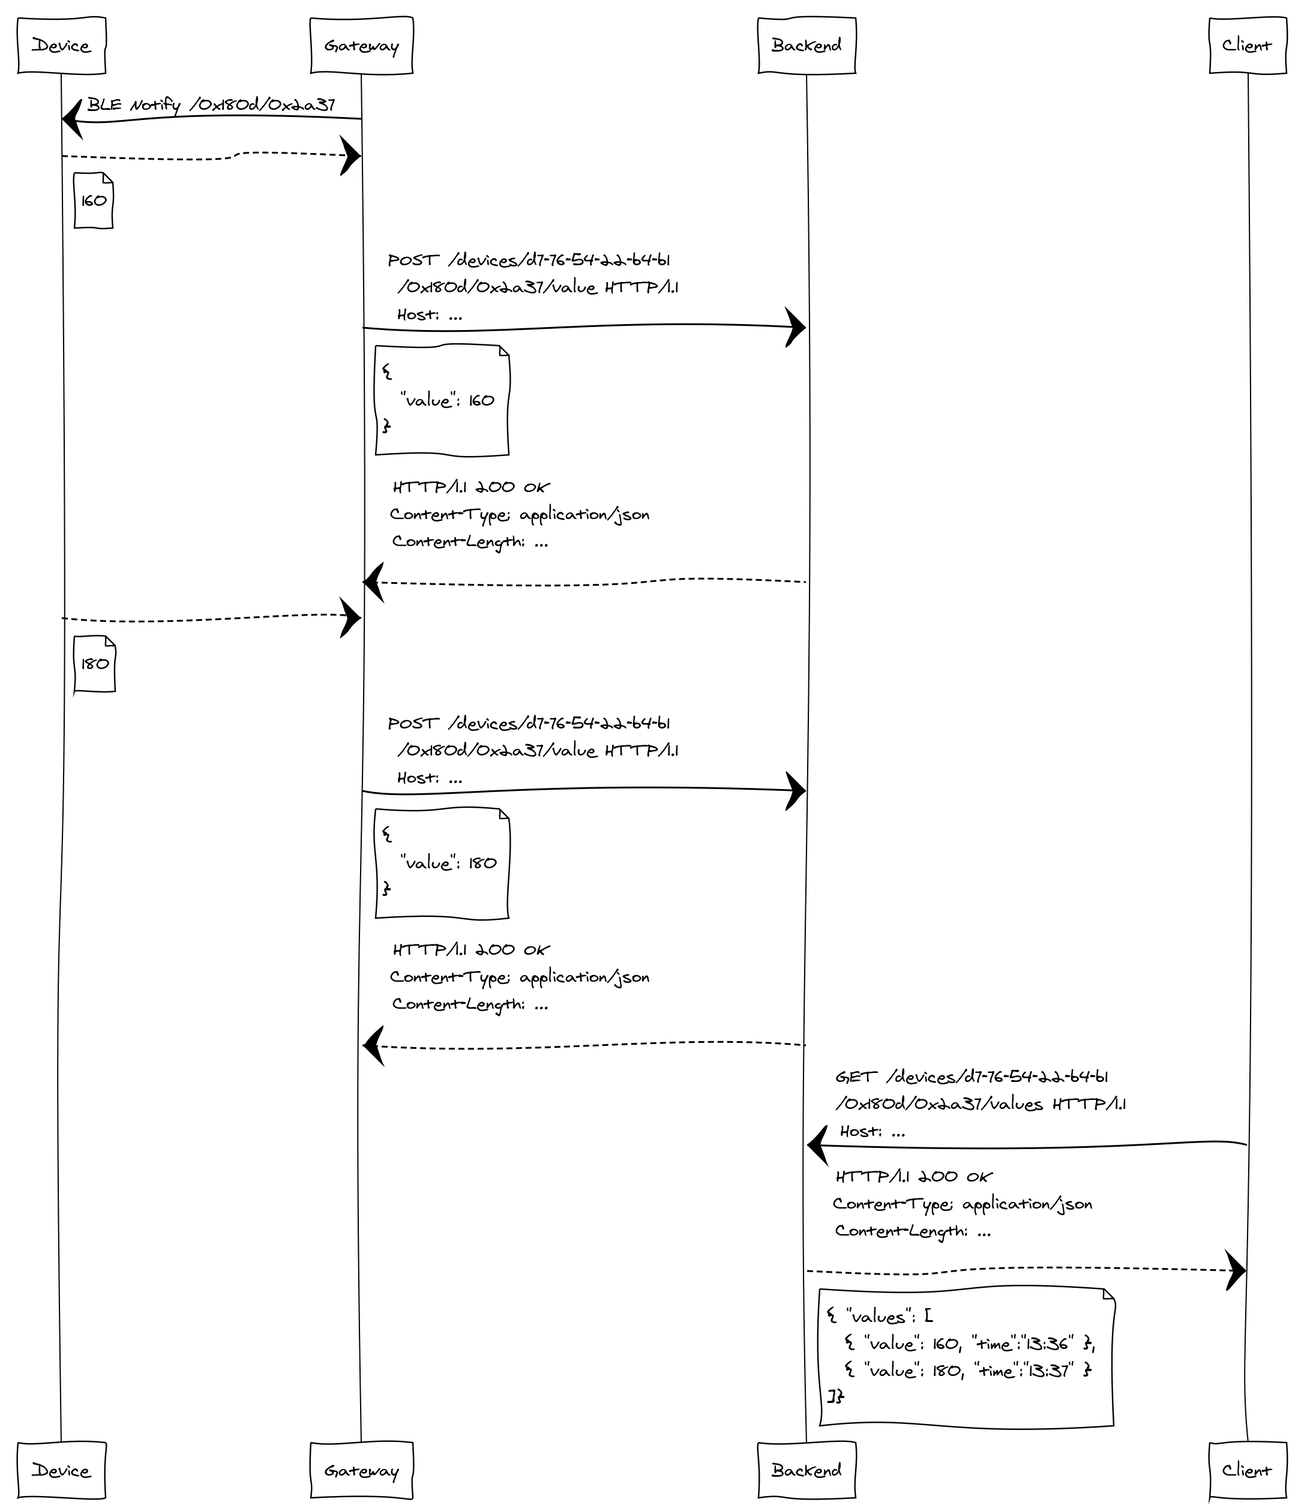 Device Gateway Backend Client
BLE Notify /0x180d/0x2a37
160
POST /devices/d7-76-54-22-b4-b1
/0x180d/0x2a37/value HTTP/1.1
Host: ...
{
"value": 160
}
HTTP/1.1 200 OK
Content-Type: application/json
Content-Length: ...
180
POST /devices/d7-76-54-22-b4-b1
/0x180d/0x2a37/value HTTP/1.1
Host: ...
{
"value": 180
}
HTTP/1.1 200 OK
Content-Type: application/json
Content-Length: ...
GET /devices/d7-76-54-22-b4-b1
/0x180d/0x2a37/values HTTP/1.1
Host: ...
HTTP/1.1 200 OK
Content-Type: application/json
Content-Length: ...
{ "values": [
{ "value": 160, "time":"13:36" },
{ "value": 180, "time":"13:37" }
]}
Device Gateway Backend Client